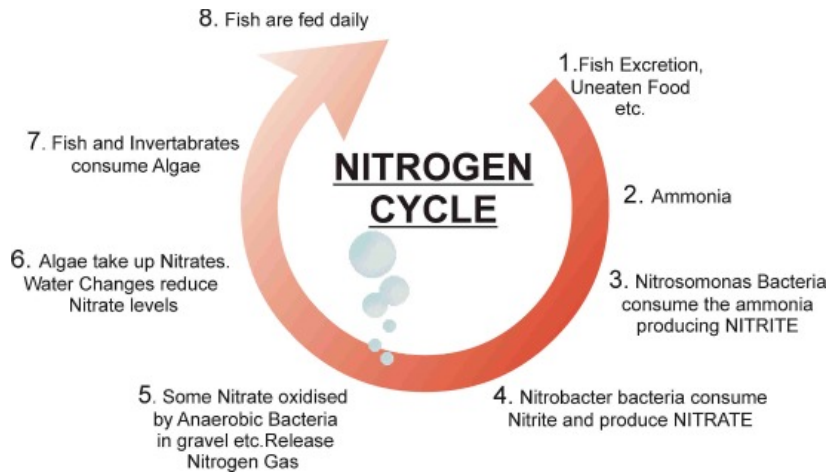 NITROGEN
CYCLE
1.Fish Excretion,
Uneaten Food
etc.
2. Ammonia
3. Nitrosomonas Bacteria
consume the ammonia
producing NITRITE
4. Nitrobacter bacteria consume
Nitrite and produce NITRATE
5. Some Nitrate oxidised
by Anaerobic Bacteria
in gravel etc.Release
Nitrogen Gas
6. Algae take up Nitrates.
Water Changes reduce
Nitrate levels
7. Fish and Invertabrates
consume Algae
8. Fish are fed daily